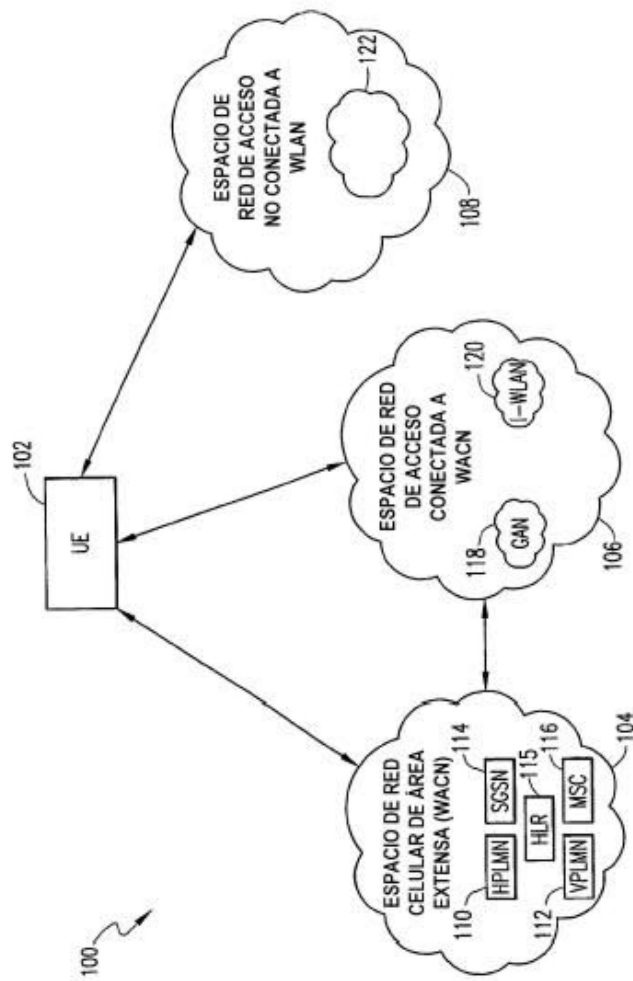 100
102
UE
ESPACIO DE RED
CELULAR DE ÁREA
EXTENSA (WACN)
110
HPLMN
SGSN
114
HLR
115
112
VPLMN
MSC
116
104
ESPACIO DE RED
DE ACCESO
CONECTADA A
WACN
118
GAN
120
I-WLAN
106
ESPACIO DE
RED DE ACCESO
NO CONECTADA A
WLAN
122
108